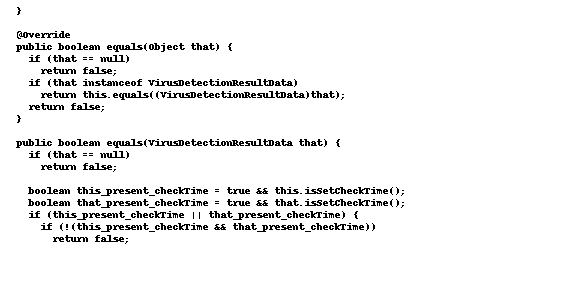 }

@Override
public boolean equals(Object that) {
  if (that == null)
    return false;
  if (that instanceof VirusDetectionResultData)
    return this.equals((VirusDetectionResultData)that);
  return false;
}

public boolean equals(VirusDetectionResultData that) {
  if (that == null)
    return false;

  boolean this_present_checkTime = true && this.isSetCheckTime();
  boolean that_present_checkTime = true && that.isSetCheckTime();
  if (this_present_checkTime || that_present_checkTime) {
    if (!(this_present_checkTime && that_present_checkTime))
      return false;